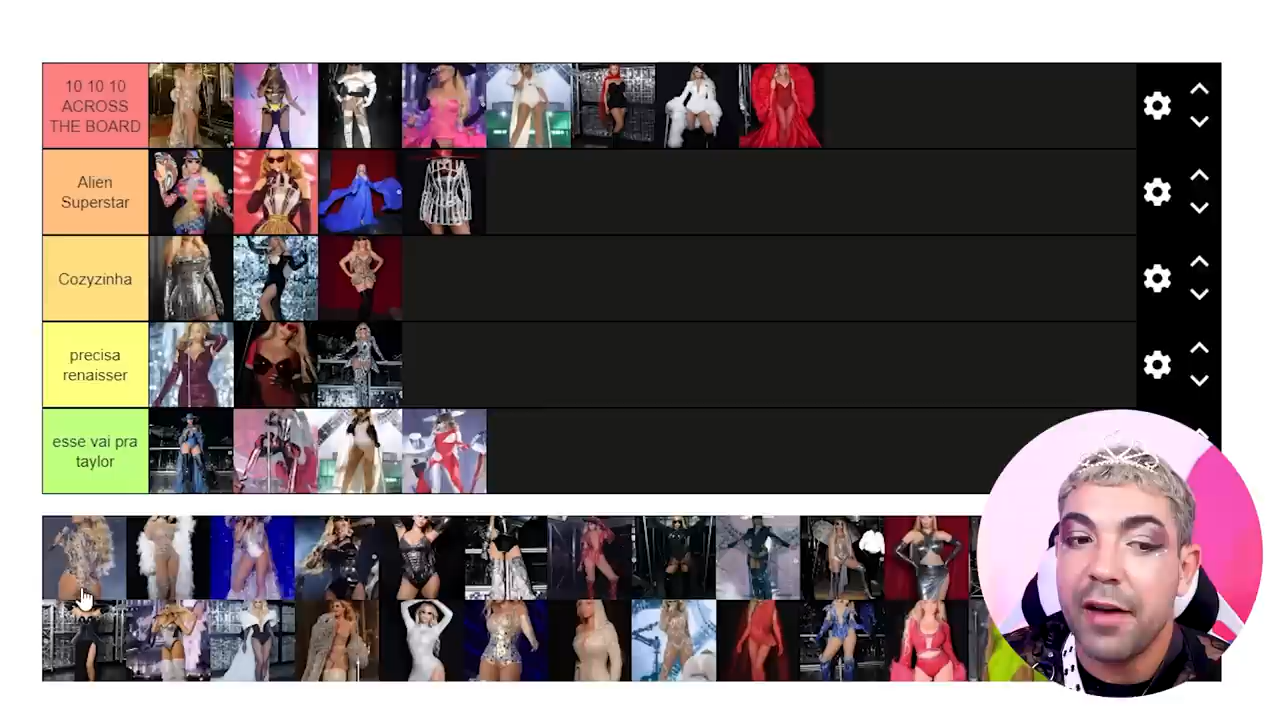 10 10 10
ACROSS
THE BOARD
Alien
Superstar
Cozyzinha
precisa
renaisser
esse vai pra
taylor